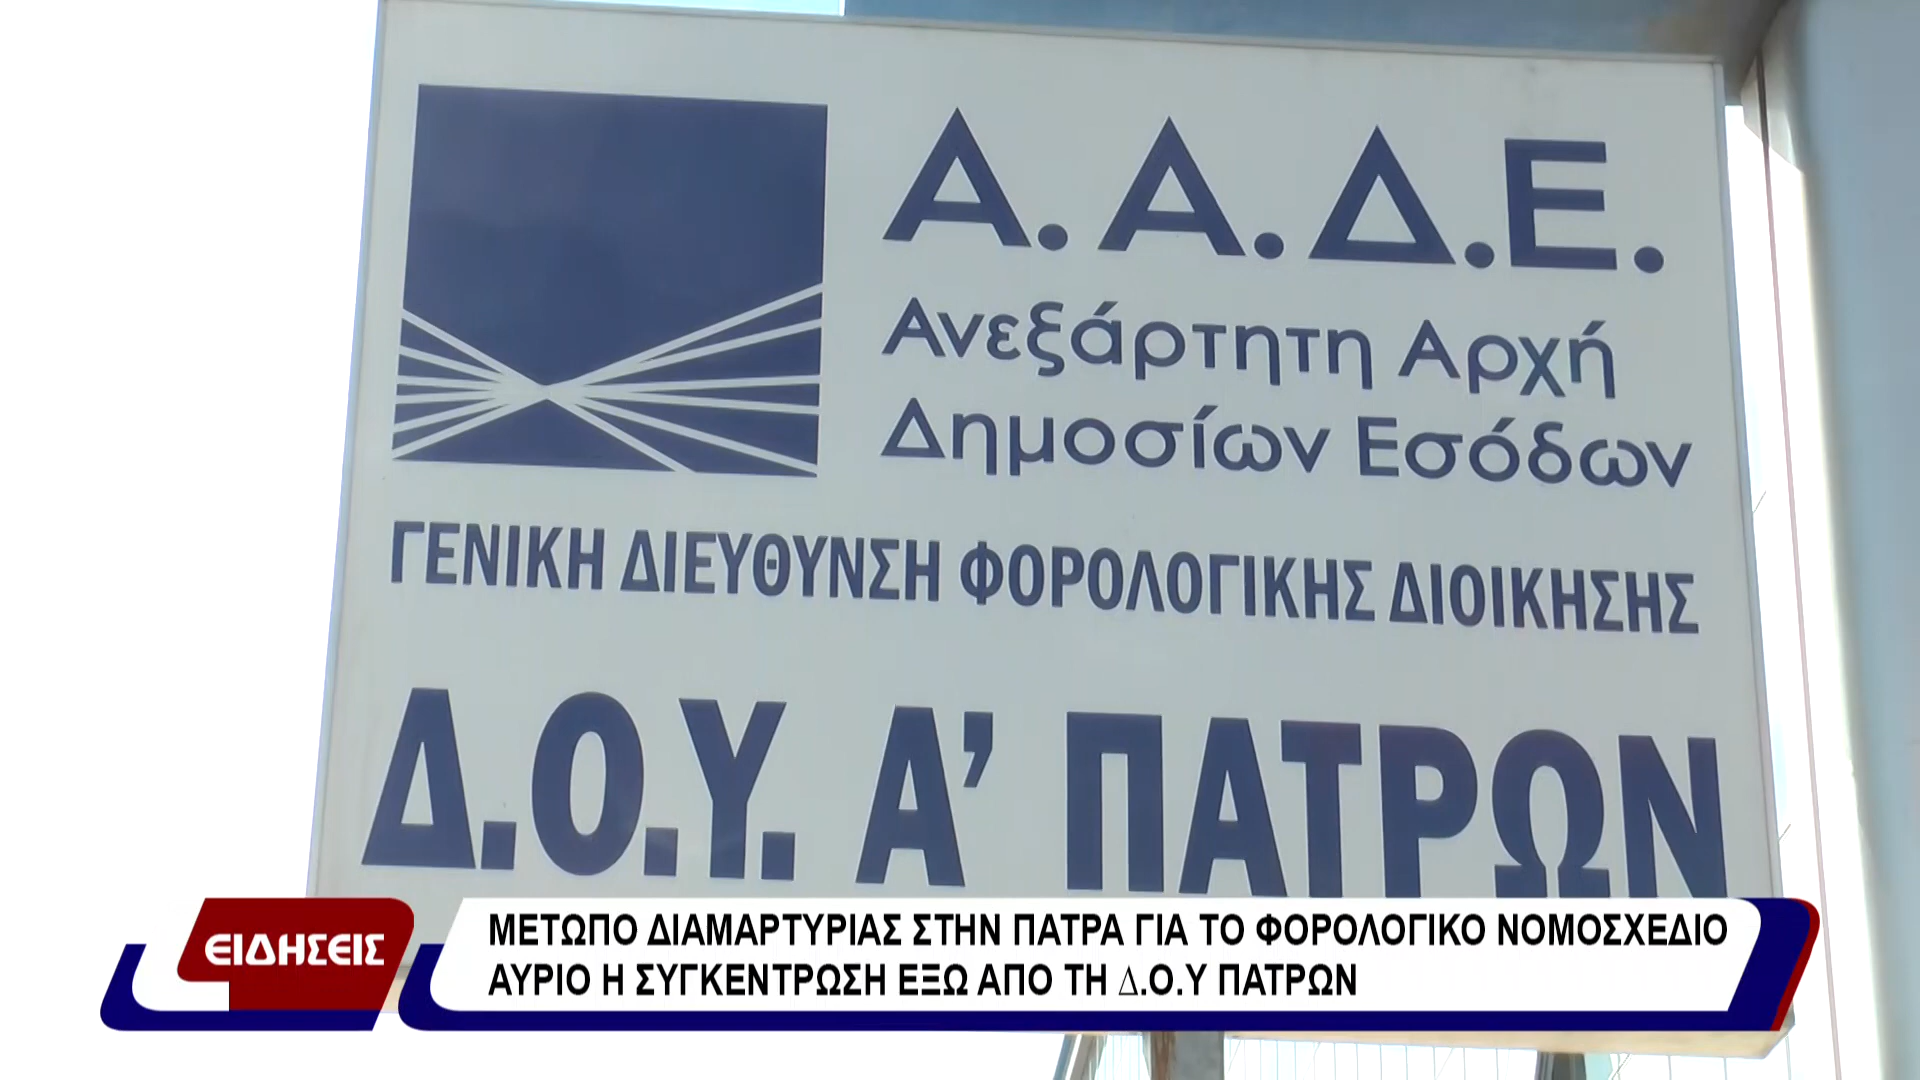 Α.Α.Δ.Ε.
Ανεξάρτητη Αρχή
Δημοσίων Εσόδων
ΓΕΝΙΚΗ ΔΙΕΥΘΥΝΣΗ ΦΟΡΟΛΟΓΙΚΗΣ ΔΙΟΙΚΗΣΗΣ
Δ.Ο.Υ. Α' ΠΑΤΡΩΝ
ΕΙΔΗΣΕΙΣ
ΜΕΤΩΠΟ ΔΙΑΜΑΡΤΥΡΙΑΣ ΣΤΗΝ ΠΑΤΡΑ ΓΙΑ ΤΟ ΦΟΡΟΛΟΓΙΚΟ ΝΟΜΟΣΧΕΔΙΟ
ΑΥΡΙΟ Η ΣΥΓΚΕΝΤΡΩΣΗ ΕΞΩ ΑΠΟ ΤΗ Δ.Ο.Υ ΠΑΤΡΩΝ